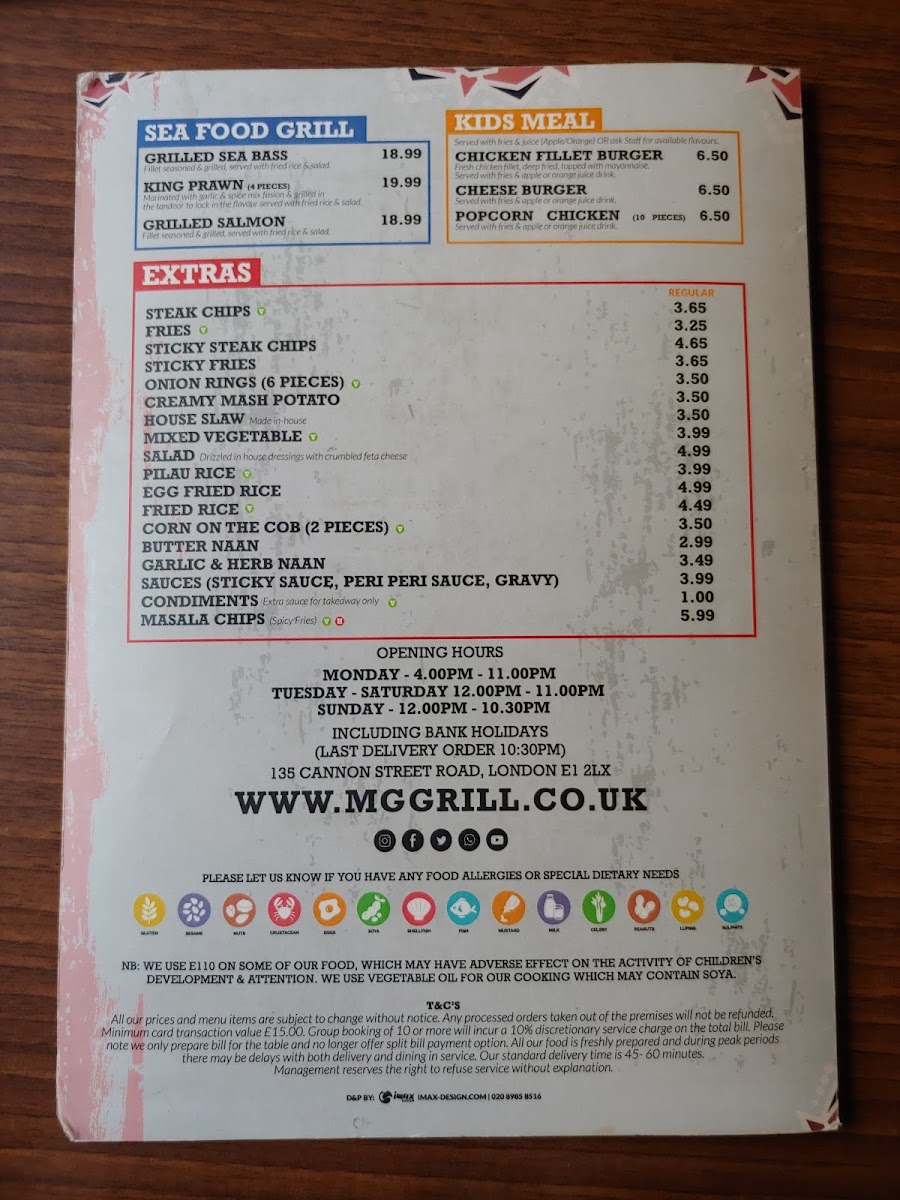 SEA FOOD GRILL
GRILLED SEA BASS 18.99
Fillet seasoned & grilled, served with fried rice & salad.
KING PRAWN (4 PIECES) 19.99
Marinated with garlic & spice mix fusion & grilled in
the tandoor to lock in the flavour served with fried rice & salad.
GRILLED SALMON 18.99
Fillet seasoned & grilled, served with fried rice & salad.
KIDS MEAL
Served with fries & juice (Apple/Orange) OR ask Staff for available flavours.
CHICKEN FILLET BURGER 6.50
Fresh chicken fillet, deep fried, topped with mayonnaise.
Served with fries & apple or orange juice drink.
CHEESE BURGER 6.50
Served with fries & apple or orange juice drink.
POPCORN CHICKEN (10 PIECES) 6.50
Served with fries & apple or orange juice drink.
EXTRAS
REGULAR
STEAK CHIPS V 3.65
FRIES V 3.25
STICKY STEAK CHIPS 4.65
STICKY FRIES 3.65
ONION RINGS (6 PIECES) V 3.50
CREAMY MASH POTATO 3.50
HOUSE SLAW Made in-house 3.50
MIXED VEGETABLE V 3.99
SALAD Drizzled in house dressings with crumbled feta cheese 4.99
PILAU RICE V 3.99
EGG FRIED RICE 4.99
FRIED RICE V 4.49
CORN ON THE COB (2 PIECES) V 3.50
BUTTER NAAN 2.99
GARLIC & HERB NAAN 3.49
SAUCES (STICKY SAUCE, PERI PERI SAUCE, GRAVY) 3.99
CONDIMENTS Extra sauce for takeaway only V 1.00
MASALA CHIPS (Spicy Fries) V 5.99
OPENING HOURS
MONDAY - 4.00PM - 11.00PM
TUESDAY - SATURDAY 12.00PM - 11.00PM
SUNDAY - 12.00PM - 10.30PM
INCLUDING BANK HOLIDAYS
(LAST DELIVERY ORDER 10:30PM)
135 CANNON STREET ROAD, LONDON E1 2LX
WWW.MGGRILL.CO.UK
PLEASE LET US KNOW IF YOU HAVE ANY FOOD ALLERGIES OR SPECIAL DIETARY NEEDS
GLUTEN SESAME NUTS CRUSTACEAN EGGS SOYA SHELLFISH FISH MUSTARD MILK CELERY PEANUTS LUPINS SULPHATE
NB: WE USE E110 ON SOME OF OUR FOOD, WHICH MAY HAVE ADVERSE EFFECT ON THE ACTIVITY OF CHILDREN'S
DEVELOPMENT & ATTENTION. WE USE VEGETABLE OIL FOR OUR COOKING WHICH MAY CONTAIN SOYA.
T&C'S
All our prices and menu items are subject to change without notice. Any processed orders taken out of the premises will not be refunded.
Minimum card transaction value £15.00. Group booking of 10 or more will incur a 10% discretionary service charge on the total bill. Please
note we only prepare bill for the table and no longer offer split bill payment option. All our food is freshly prepared and during peak periods
there may be delays with both delivery and dining in service. Our standard delivery time is 45- 60 minutes.
Management reserves the right to refuse service without explanation.
D&P BY: imax IMAX-DESIGN.COM | 020 8985 8516